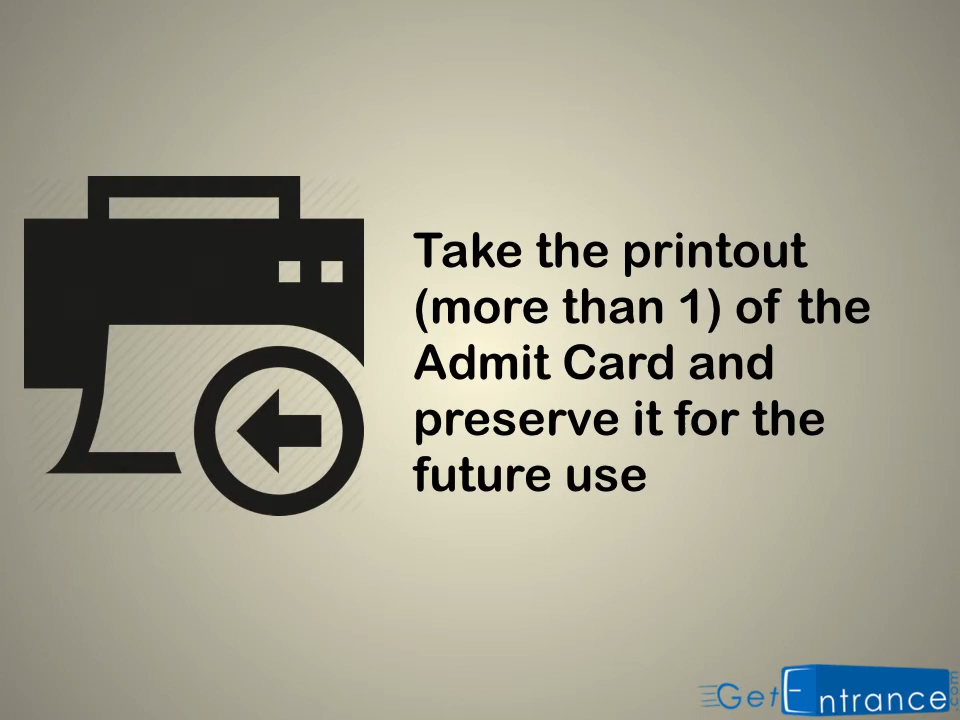 Take the printout
(more than 1) of the
Admit Card and
preserve it for the
future use
GetEntrance.com